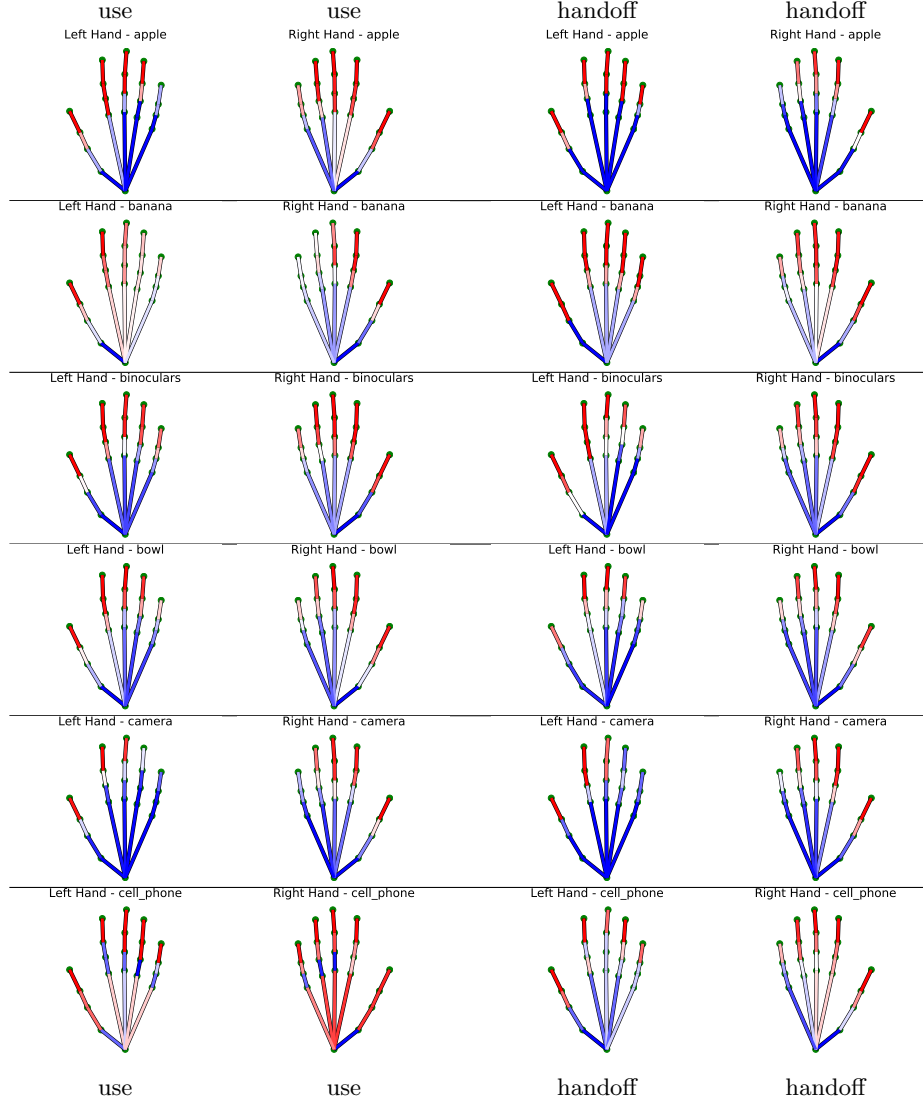 use use handoff handoff
Left Hand - apple Right Hand - apple Left Hand - apple Right Hand - apple
Left Hand - banana Right Hand - banana Left Hand - banana Right Hand - banana
Left Hand - binoculars Right Hand - binoculars Left Hand - binoculars Right Hand - binoculars
Left Hand - bowl Right Hand - bowl Left Hand - bowl Right Hand - bowl
Left Hand - camera Right Hand - camera Left Hand - camera Right Hand - camera
Left Hand - cell_phone Right Hand - cell_phone Left Hand - cell_phone Right Hand - cell_phone
use use handoff handoff